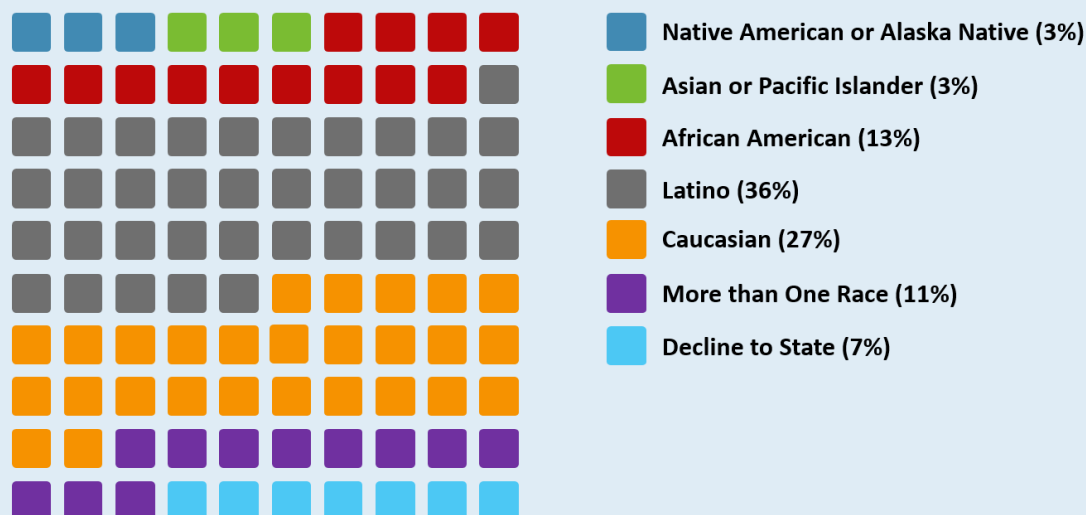 Native American or Alaska Native (3%)
Asian or Pacific Islander (3%)
African American (13%)
Latino (36%)
Caucasian (27%)
More than One Race (11%)
Decline to State (7%)